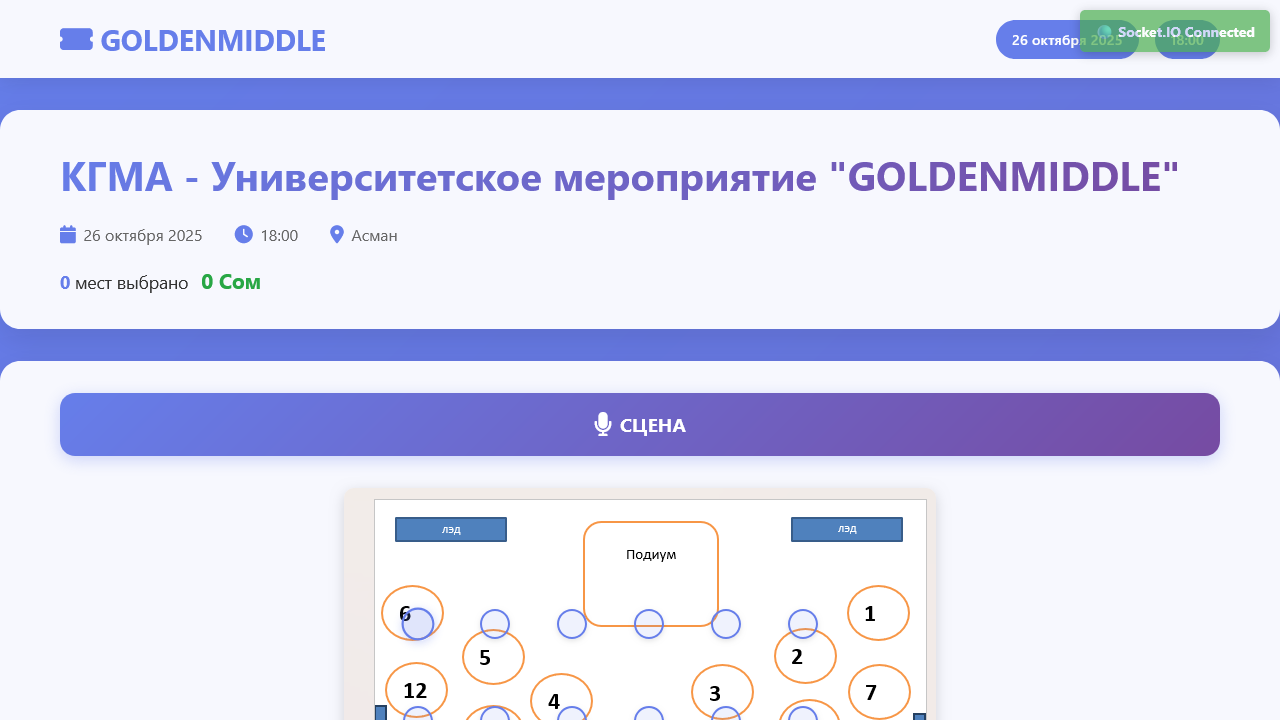 GOLDENMIDDLE
26 октября 2025
18:00
Socket.IO Connected
КГМА - Университетское мероприятие "GOLDENMIDDLE"
26 октября 2025
18:00
Асман
0 мест выбрано 0 Сом
СЦЕНА
лэд
лэд
Подиум
6
1
5
2
12
7
4
3